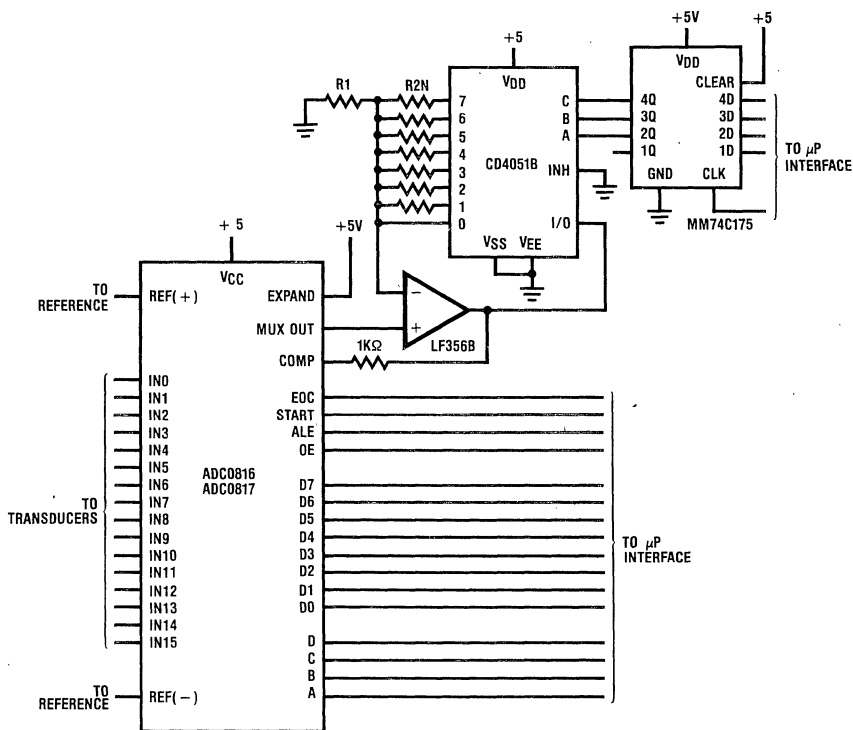 +5V
+5
+5
VDD
CLEAR
4Q
4D
3Q
3D
2Q
2D
1Q
1D
GND
CLK
MM74C175
TO μP
INTERFACE
R1
R2N
VDD
7
6
5
4
3
2
1
0
C
B
A
CD4051B
INH
I/O
VSS
VEE
+ 5
+5V
VCC
TO
REFERENCE
REF(+)
EXPAND
MUX OUT
COMP
1KΩ
−
+
LF356B
IN0
IN1
IN2
IN3
IN4
IN5
IN6
IN7
IN8
IN9
IN10
IN11
IN12
IN13
IN14
IN15
TO
TRANSDUCERS
ADC0816
ADC0817
EOC
START
ALE
OE
D7
D6
D5
D4
D3
D2
D1
D0
D
C
B
A
TO μP
INTERFACE
TO
REFERENCE
REF(−)